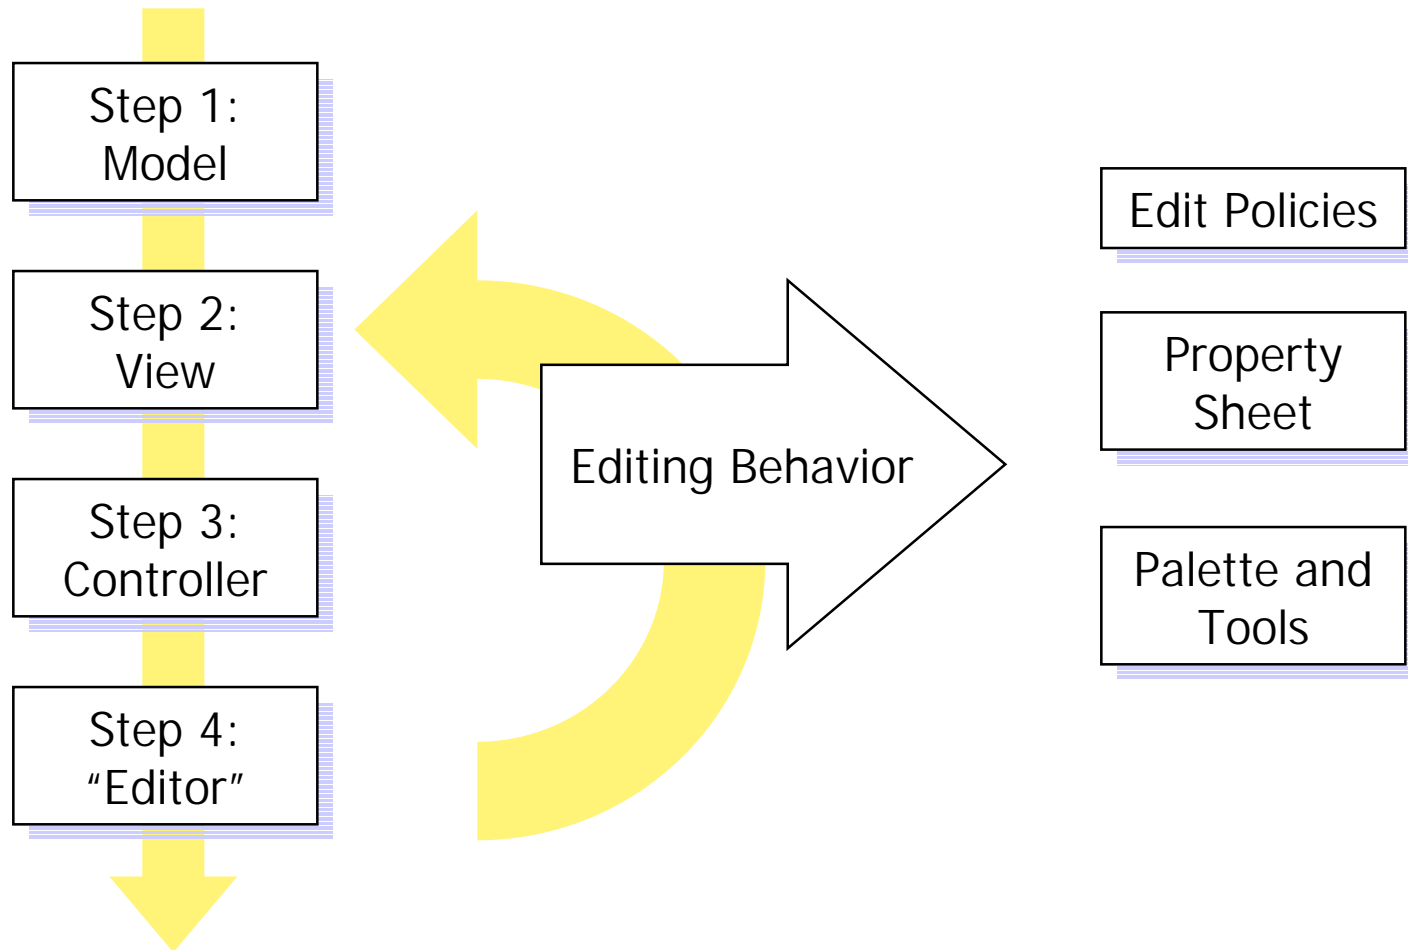 Step 1:
Model
Step 2:
View
Step 3:
Controller
Step 4:
“Editor”
Editing Behavior
Edit Policies
Property
Sheet
Palette and
Tools